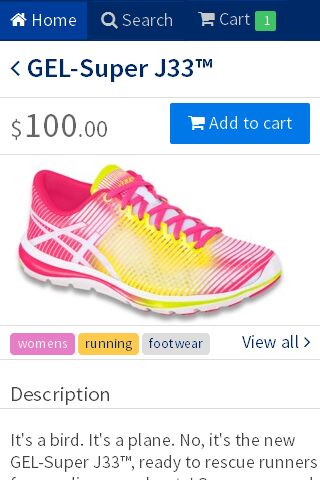 Home Search Cart 1
GEL-Super J33™
$100.00 Add to cart
womens running footwear View all
Description
It's a bird. It's a plane. No, it's the new
GEL-Super J33™, ready to rescue runners